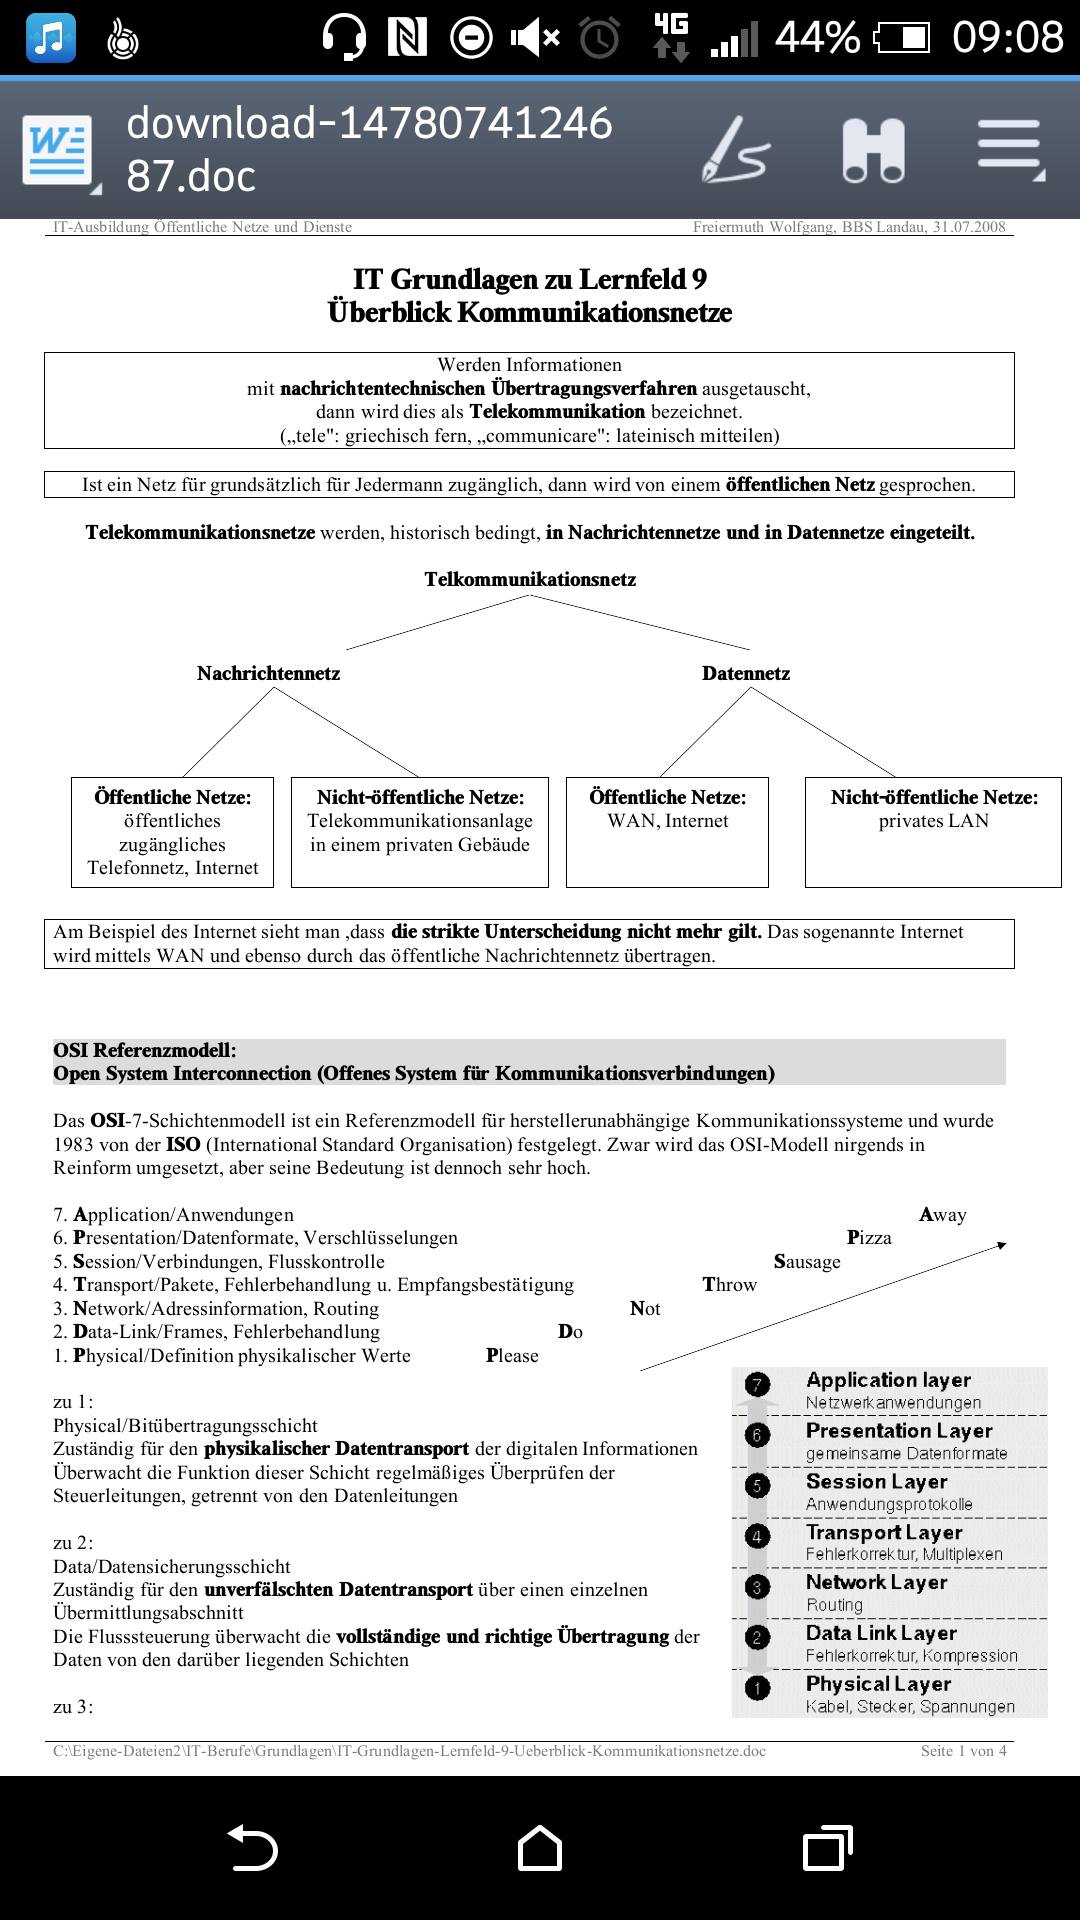 4G
44%
09:08
download-14780741246
87.doc
IT-Ausbildung Öffentliche Netze und Dienste
Freiermuth Wolfgang, BBS Landau, 31.07.2008
IT Grundlagen zu Lernfeld 9
Überblick Kommunikationsnetze
Werden Informationen
mit nachrichtentechnischen Übertragungsverfahren ausgetauscht,
dann wird dies als Telekommunikation bezeichnet.
(„tele": griechisch fern, „communicare": lateinisch mitteilen)
Ist ein Netz für grundsätzlich für Jedermann zugänglich, dann wird von einem öffentlichen Netz gesprochen.
Telekommunikationsnetze werden, historisch bedingt, in Nachrichtennetze und in Datennetze eingeteilt.
Telkommunikationsnetz
Nachrichtennetz
Datennetz
Öffentliche Netze:
öffentliches
zugängliches
Telefonnetz, Internet
Nicht-öffentliche Netze:
Telekommunikationsanlage
in einem privaten Gebäude
Öffentliche Netze:
WAN, Internet
Nicht-öffentliche Netze:
privates LAN
Am Beispiel des Internet sieht man ,dass die strikte Unterscheidung nicht mehr gilt. Das sogenannte Internet
wird mittels WAN und ebenso durch das öffentliche Nachrichtennetz übertragen.
OSI Referenzmodell:
Open System Interconnection (Offenes System für Kommunikationsverbindungen)
Das OSI-7-Schichtenmodell ist ein Referenzmodell für herstellerunabhängige Kommunikationssysteme und wurde
1983 von der ISO (International Standard Organisation) festgelegt. Zwar wird das OSI-Modell nirgends in
Reinform umgesetzt, aber seine Bedeutung ist dennoch sehr hoch.
7. Application/Anwendungen Away
6. Presentation/Datenformate, Verschlüsselungen Pizza
5. Session/Verbindungen, Flusskontrolle Sausage
4. Transport/Pakete, Fehlerbehandlung u. Empfangsbestätigung Throw
3. Network/Adressinformation, Routing Not
2. Data-Link/Frames, Fehlerbehandlung Do
1. Physical/Definition physikalischer Werte Please
zu 1:
Physical/Bitübertragungsschicht
Zuständig für den physikalischer Datentransport der digitalen Informationen
Überwacht die Funktion dieser Schicht regelmäßiges Überprüfen der
Steuerleitungen, getrennt von den Datenleitungen
zu 2:
Data/Datensicherungsschicht
Zuständig für den unverfälschten Datentransport über einen einzelnen
Übermittlungsabschnitt
Die Flusssteuerung überwacht die vollständige und richtige Übertragung der
Daten von den darüber liegenden Schichten
zu 3:
7 Application layer
Netzwerkanwendungen
6 Presentation Layer
gemeinsame Datenformate
5 Session Layer
Anwendungsprotokolle
4 Transport Layer
Fehlerkorrektur, Multiplexen
3 Network Layer
Routing
2 Data Link Layer
Fehlerkorrektur, Kompression
1 Physical Layer
Kabel, Stecker, Spannungen
C:\Eigene-Dateien2\IT-Berufe\Grundlagen\IT-Grundlagen-Lernfeld-9-Ueberblick-Kommunikationsnetze.doc
Seite 1 von 4